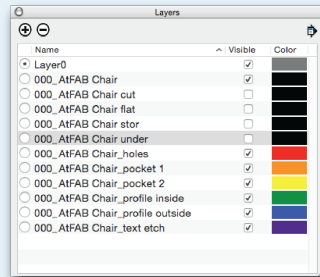 Layers
Name Visible Color
Layer0
000_AtFAB Chair
000_AtFAB Chair cut
000_AtFAB Chair flat
000_AtFAB Chair stor
000_AtFAB Chair under
000_AtFAB Chair_holes
000_AtFAB Chair_pocket 1
000_AtFAB Chair_pocket 2
000_AtFAB Chair_profile inside
000_AtFAB Chair_profile outside
000_AtFAB Chair_text etch